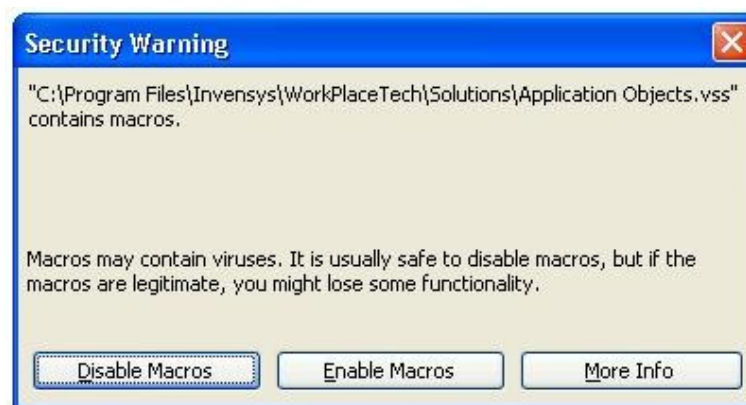 Security Warning
"C:\Program Files\Invensys\WorkPlaceTech\Solutions\Application Objects.vss"
contains macros.
Macros may contain viruses. It is usually safe to disable macros, but if the
macros are legitimate, you might lose some functionality.
Disable Macros
Enable Macros
More Info